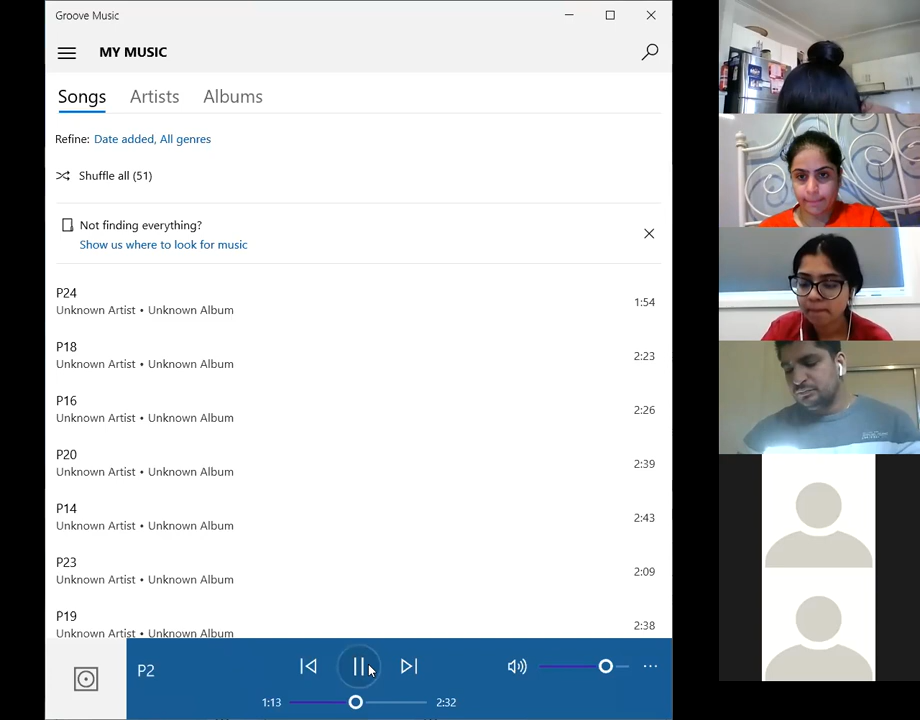 Groove Music
MY MUSIC
Songs Artists Albums
Refine: Date added, All genres
Shuffle all (51)
Not finding everything?
Show us where to look for music
P24
Unknown Artist • Unknown Album
1:54
P18
Unknown Artist • Unknown Album
2:23
P16
Unknown Artist • Unknown Album
2:26
P20
Unknown Artist • Unknown Album
2:39
P14
Unknown Artist • Unknown Album
2:43
P23
Unknown Artist • Unknown Album
2:09
P19
Unknown Artist • Unknown Album
2:38
P2
1:13
2:32